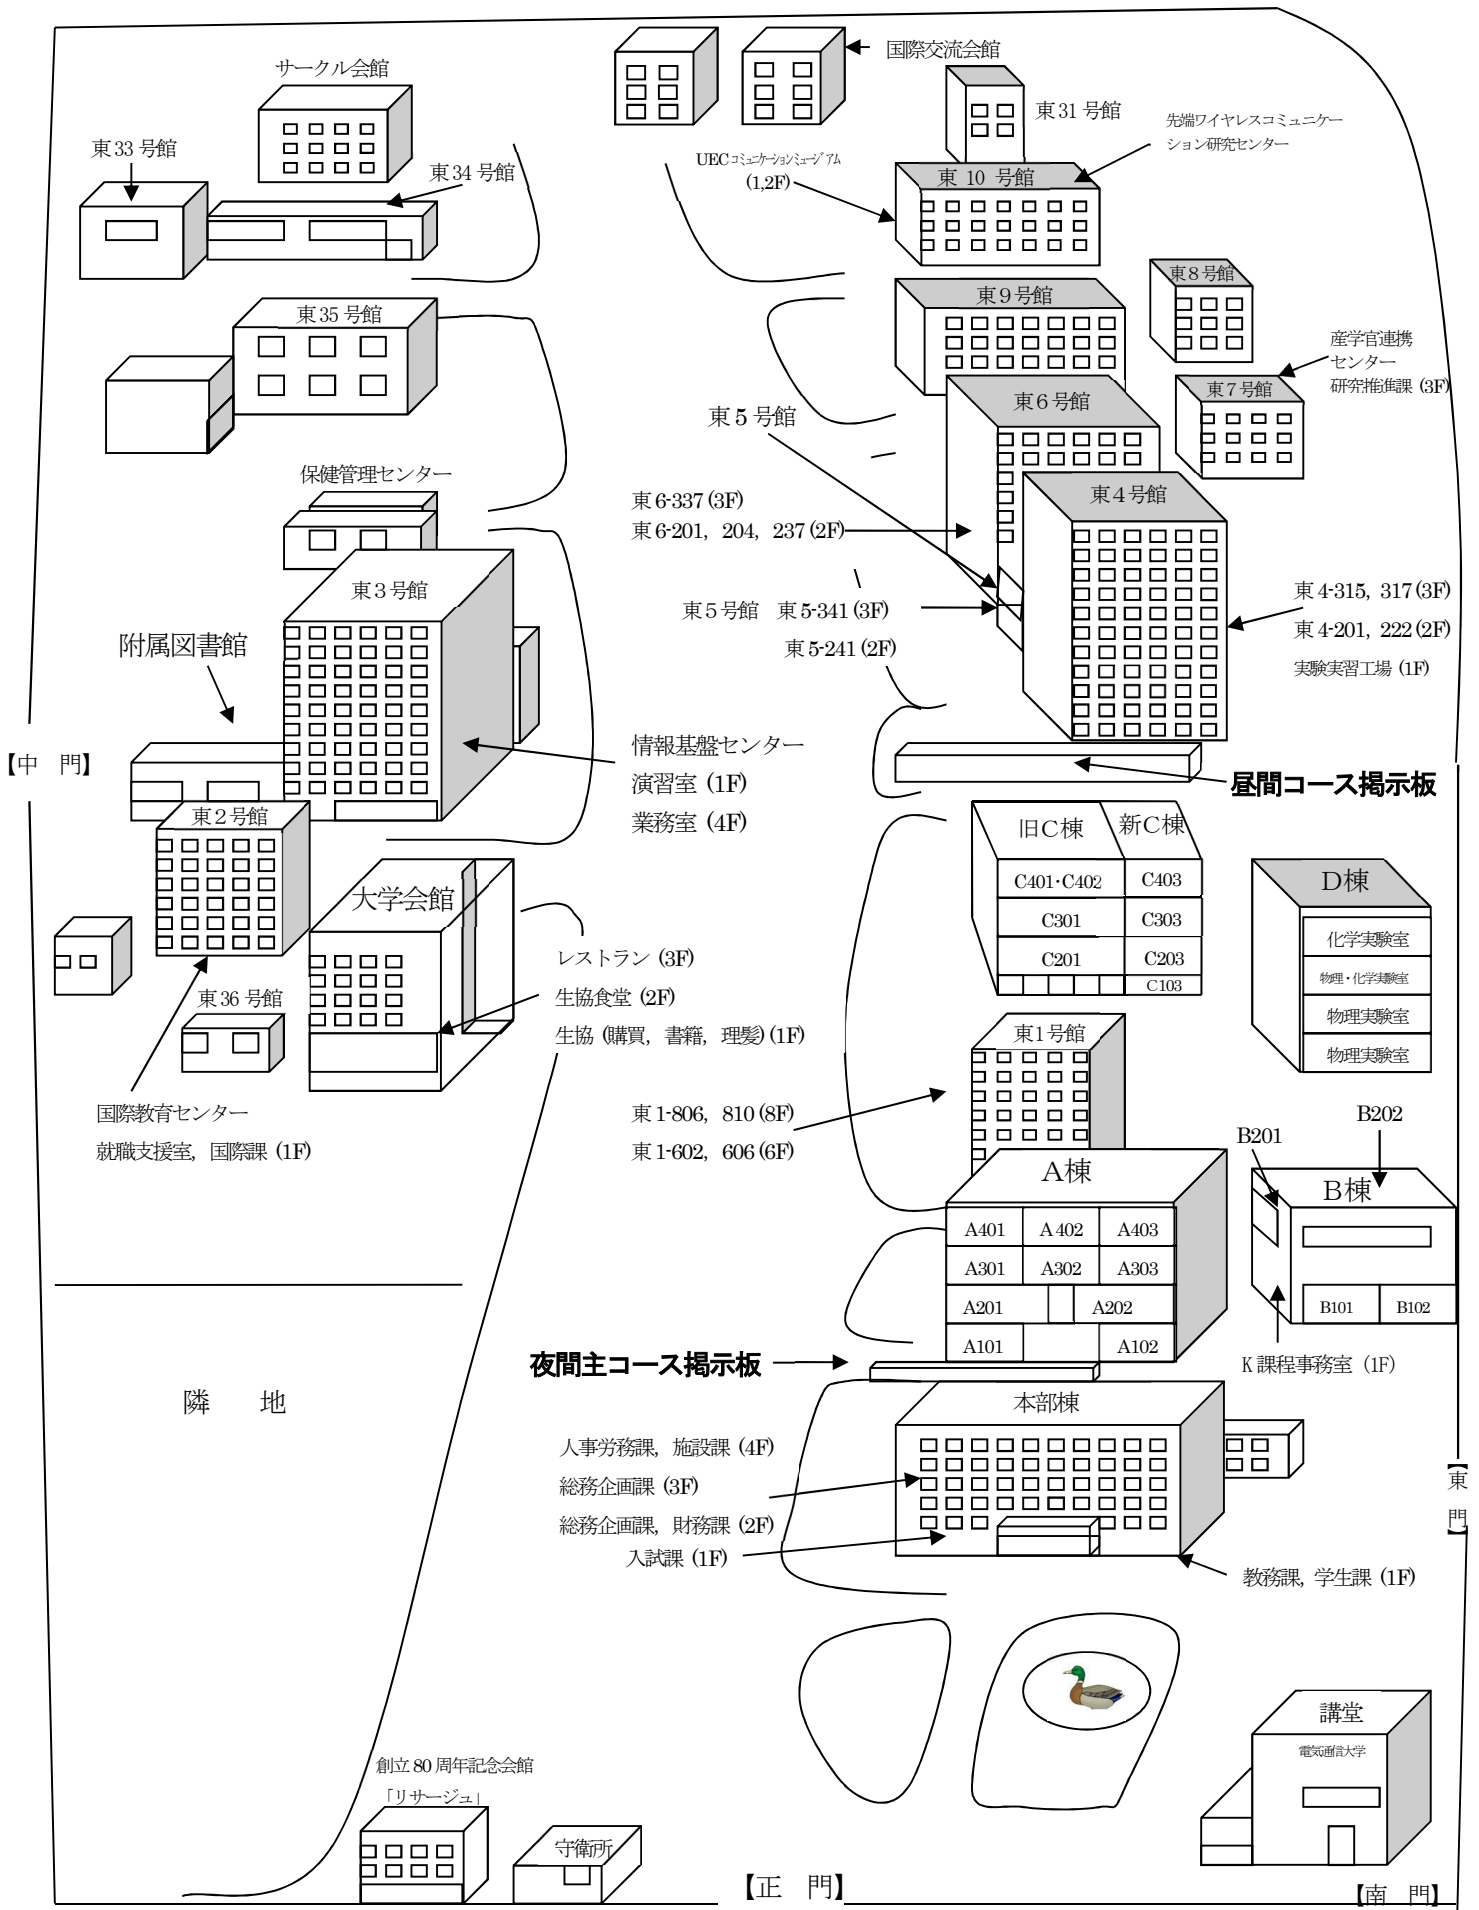 サークル会館
国際交流会館
東31号館
先端ワイヤレスコミュニケー
ション研究センター
東33号館
東34号館
UECコミュニケーションミュージアム
(1,2F)
東 10 号館
東8号館
東9号館
東35号館
産学官連携
センター
研究推進課 (3F)
東7号館
東6号館
東5号館
保健管理センター
東4号館
東6-337 (3F)
東6-201, 204, 237 (2F)
東3号館
東5号館 東5-341 (3F)
東5-241 (2F)
東4-315, 317 (3F)
東4-201, 222 (2F)
実験実習工場 (1F)
附属図書館
【中 門】
情報基盤センター
演習室 (1F)
業務室 (4F)
昼間コース掲示板
東2号館
旧C棟
新C棟
C401・C402
C403
C301
C303
C201
C203
C103
D棟
化学実験室
物理・化学実験室
物理実験室
物理実験室
大学会館
レストラン (3F)
生協食堂 (2F)
生協 (購買, 書籍, 理髪) (1F)
東36号館
東1号館
国際教育センター
就職支援室, 国際課 (1F)
東1-806, 810 (8F)
東1-602, 606 (6F)
B202
B201
A棟
B棟
A401
A402
A403
A301
A302
A303
A201
A202
A101
A102
B101
B102
K課程事務室 (1F)
夜間主コース掲示板
隣 地
本部棟
人事労務課, 施設課 (4F)
総務企画課 (3F)
総務企画課, 財務課 (2F)
入試課 (1F)
教務課, 学生課 (1F)
【東 門】
講堂
電気通信大学
創立80周年記念会館
「リサージュ」
守衛所
【正 門】
【南 門】